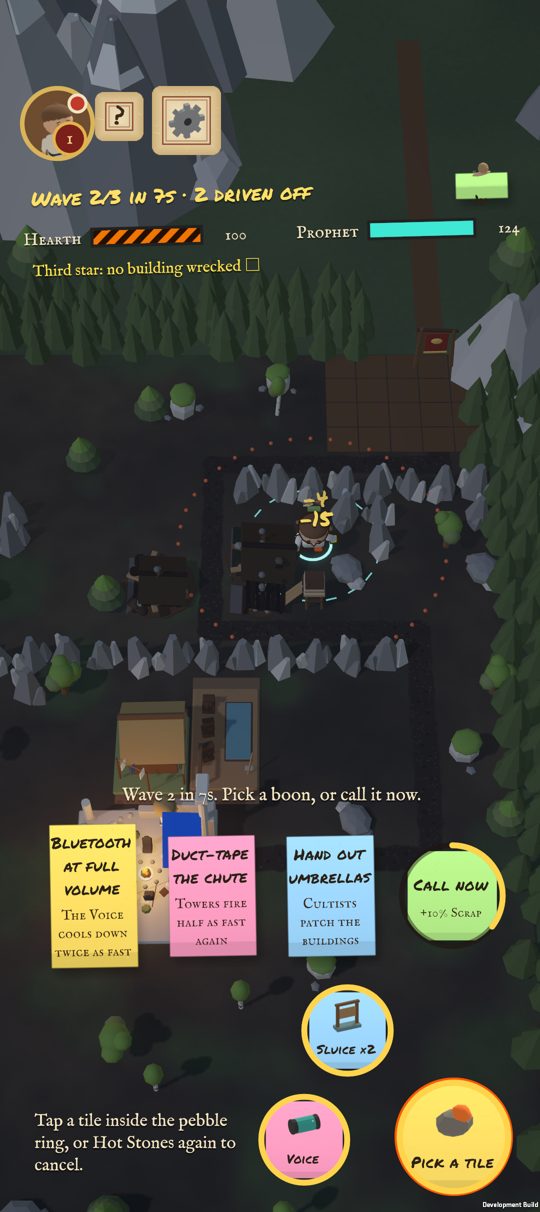 ?
1
Wave 2/3 in 7s · 2 driven off
Hearth 100 Prophet 124
Third star: no building wrecked
-4
-15
Wave 2 in 7s. Pick a boon, or call it now.
Bluetooth
at full
volume
The Voice
cools down
twice as fast
Duct-tape
the chute
Towers fire
half as fast
again
Hand out
umbrellas
Cultists
patch the
buildings
Call now
+10% Scrap
Sluice x2
Tap a tile inside the pebble
ring, or Hot Stones again to
cancel.
Voice
Pick a tile
Development Build